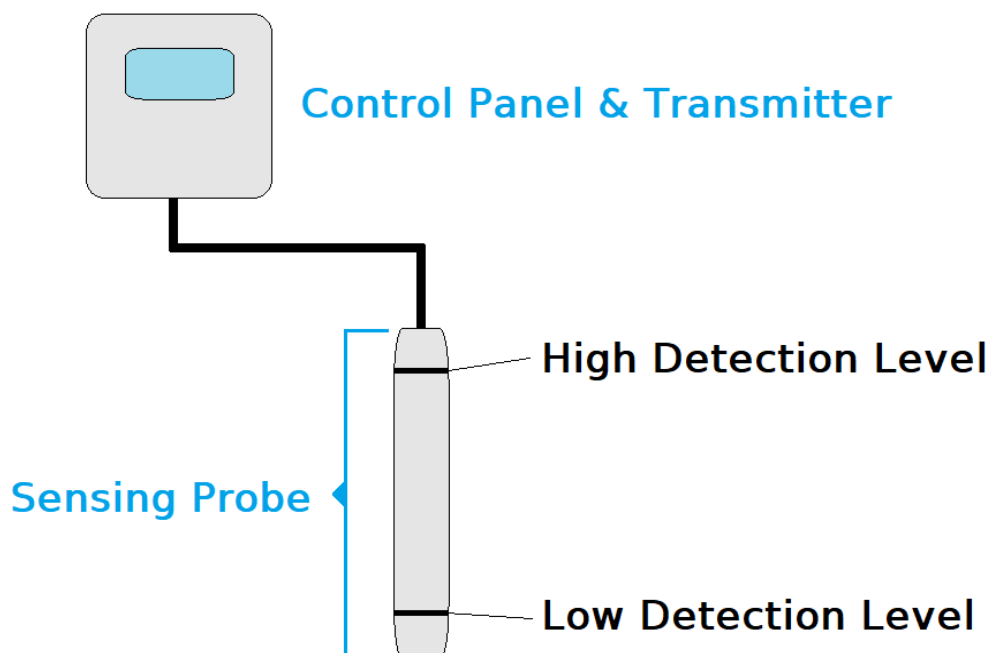 Control Panel & Transmitter
High Detection Level
Sensing Probe
Low Detection Level